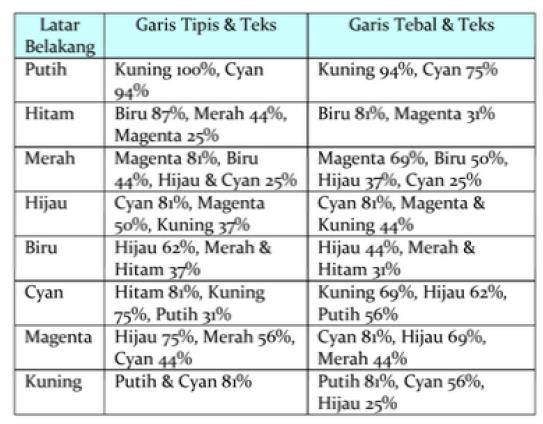 Latar Belakang | Garis Tipis & Teks | Garis Tebal & Teks
Putih | Kuning 100%, Cyan 94% | Kuning 94%, Cyan 75%
Hitam | Biru 87%, Merah 44%, Magenta 25% | Biru 81%, Magenta 31%
Merah | Magenta 81%, Biru 44%, Hijau & Cyan 25% | Magenta 69%, Biru 50%, Hijau 37%, Cyan 25%
Hijau | Cyan 81%, Magenta 50%, Kuning 37% | Cyan 81%, Magenta & Kuning 44%
Biru | Hijau 62%, Merah & Hitam 37% | Hijau 44%, Merah & Hitam 31%
Cyan | Hitam 81%, Kuning 75%, Putih 31% | Kuning 69%, Hijau 62%, Putih 56%
Magenta | Hijau 75%, Merah 56%, Cyan 44% | Cyan 81%, Hijau 69%, Merah 44%
Kuning | Putih & Cyan 81% | Putih 81%, Cyan 56%, Hijau 25%